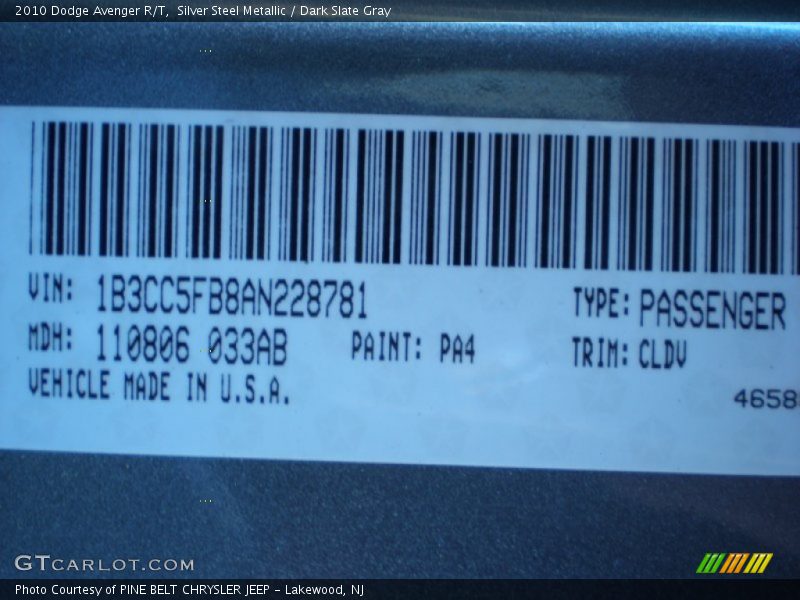 2010 Dodge Avenger R/T,  Silver Steel Metallic / Dark Slate Gray
VIN: 1B3CC5FB8AN228781 TYPE: PASSENGER
MDH: 110806 033AB PAINT: PA4 TRIM: CLDV
VEHICLE MADE IN U.S.A.
4658
GTCARLOT.COM
Photo Courtesy of PINE BELT CHRYSLER JEEP - Lakewood, NJ